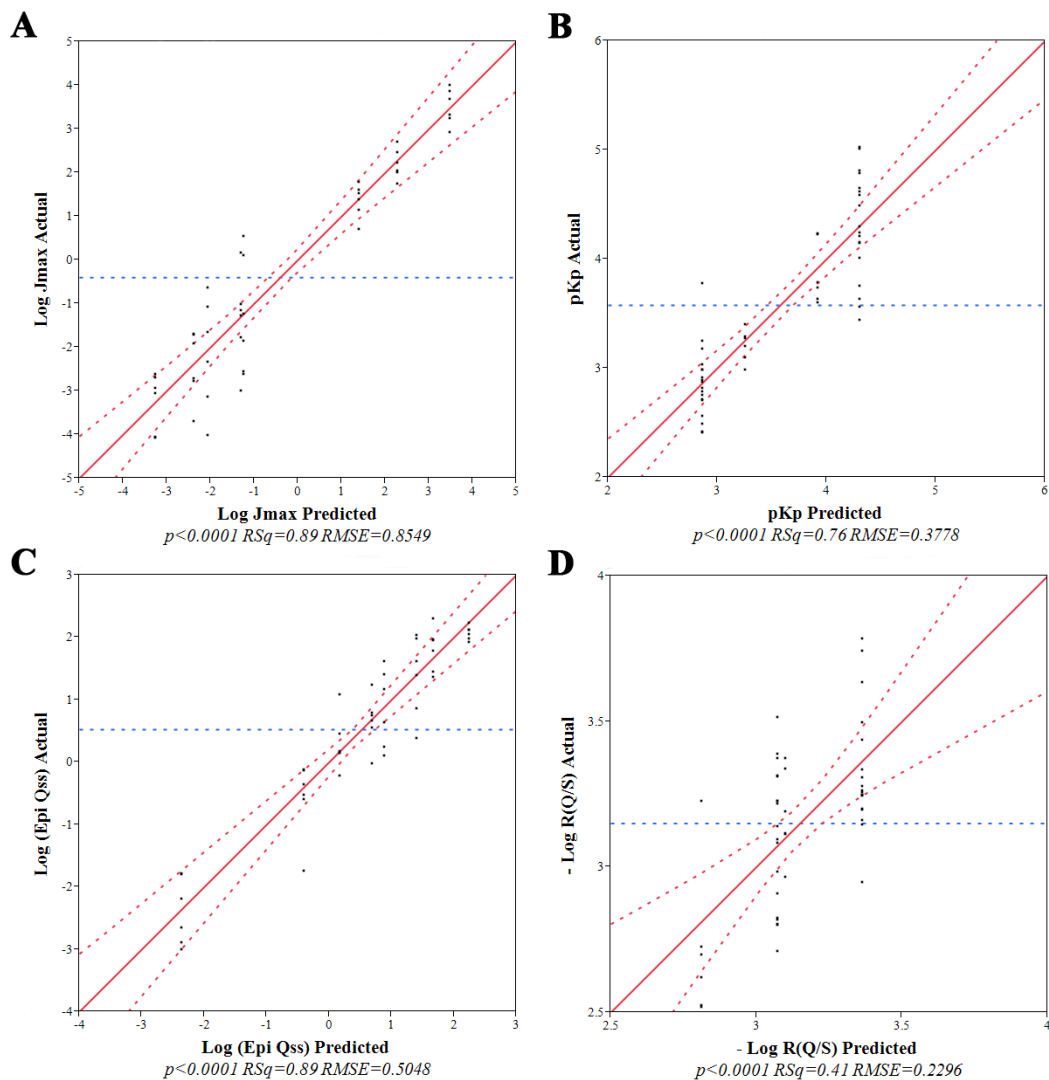 A
5
4
3
2
1
0
-1
-2
-3
-4
-5
-5 -4 -3 -2 -1 0 1 2 3 4 5
Log Jmax Actual
Log Jmax Predicted
p<0.0001 RSq=0.89 RMSE=0.8549
B
6
5
4
3
2
2 3 4 5 6
pKp Actual
pKp Predicted
p<0.0001 RSq=0.76 RMSE=0.3778
C
3
2
1
0
-1
-2
-3
-4
-4 -3 -2 -1 0 1 2 3
Log (Epi Qss) Actual
Log (Epi Qss) Predicted
p<0.0001 RSq=0.89 RMSE=0.5048
D
4
3.5
3
2.5
2.5 3 3.5 4
- Log R(Q/S) Actual
- Log R(Q/S) Predicted
p<0.0001 RSq=0.41 RMSE=0.2296